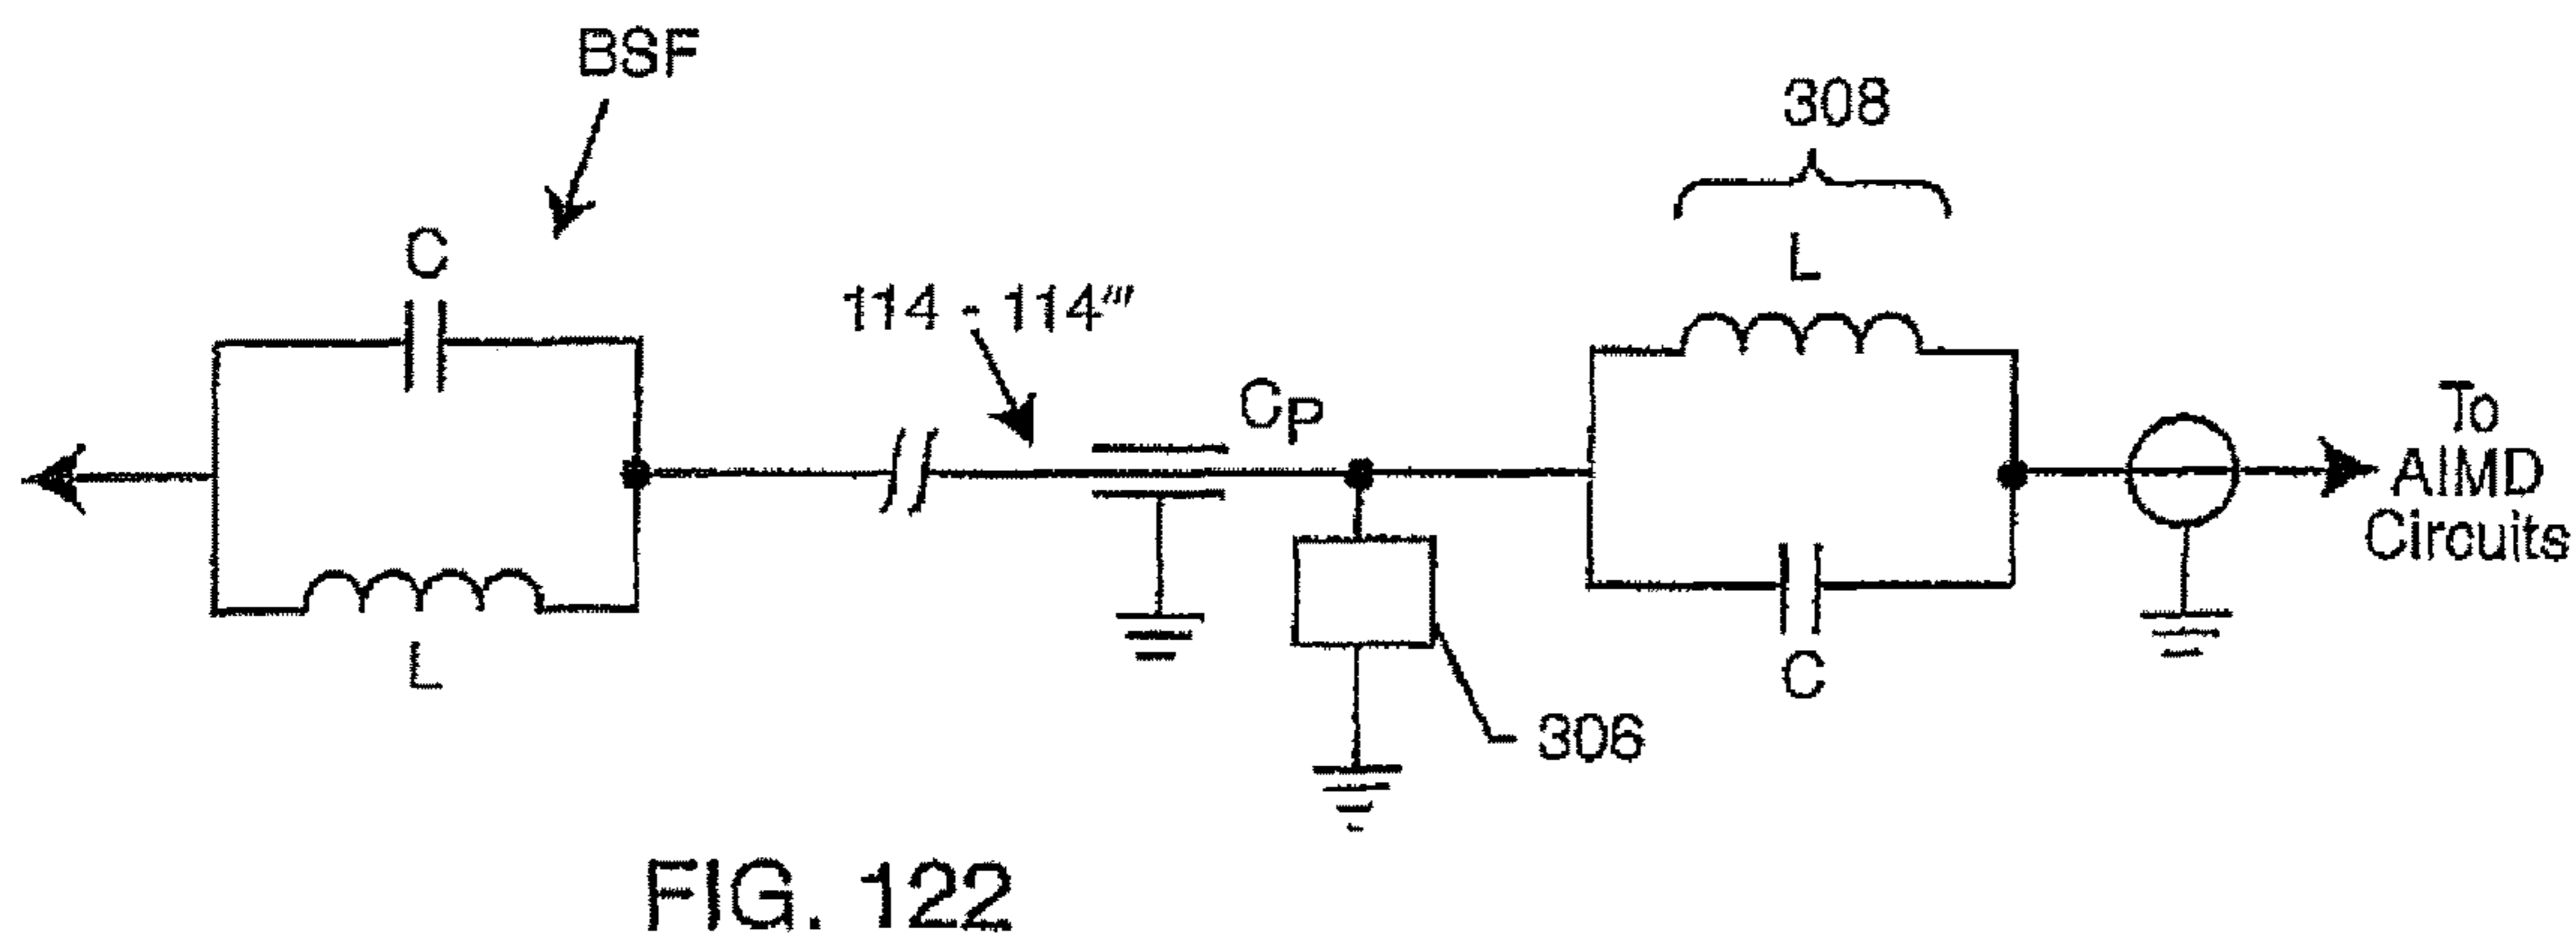 BSF
308
C
L
114 - 114'''
CP
To
AIMD
Circuits
L
C
306
FIG. 122